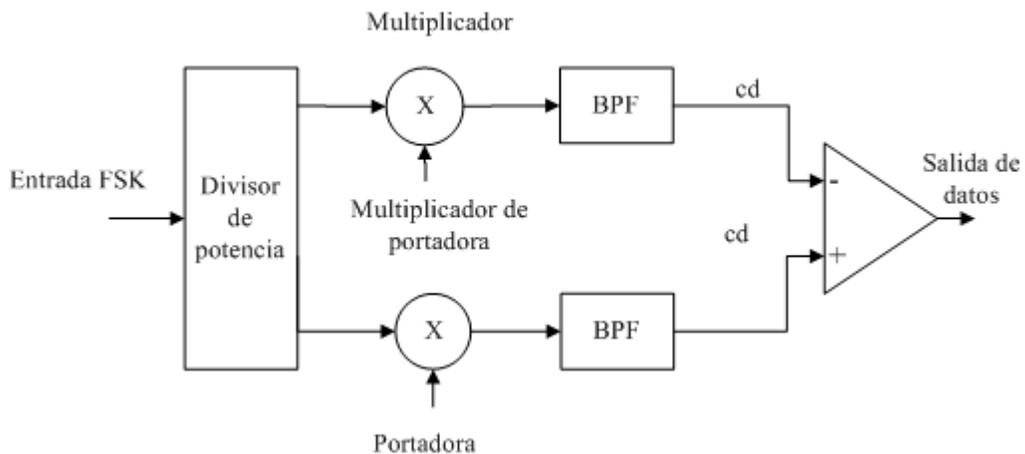 Multiplicador
X
BPF
cd
Entrada FSK
Divisor
de
potencia
Multiplicador de
portadora
-
+
Salida de
datos
cd
X
BPF
Portadora